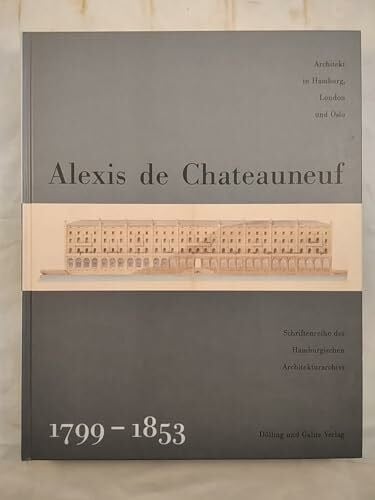 Architekt
in Hamburg,
London
und Oslo
Alexis de Chateauneuf
Schriftenreihe des
Hamburgischen
Architekturarchivs
1799 – 1853
Dölling und Galitz Verlag